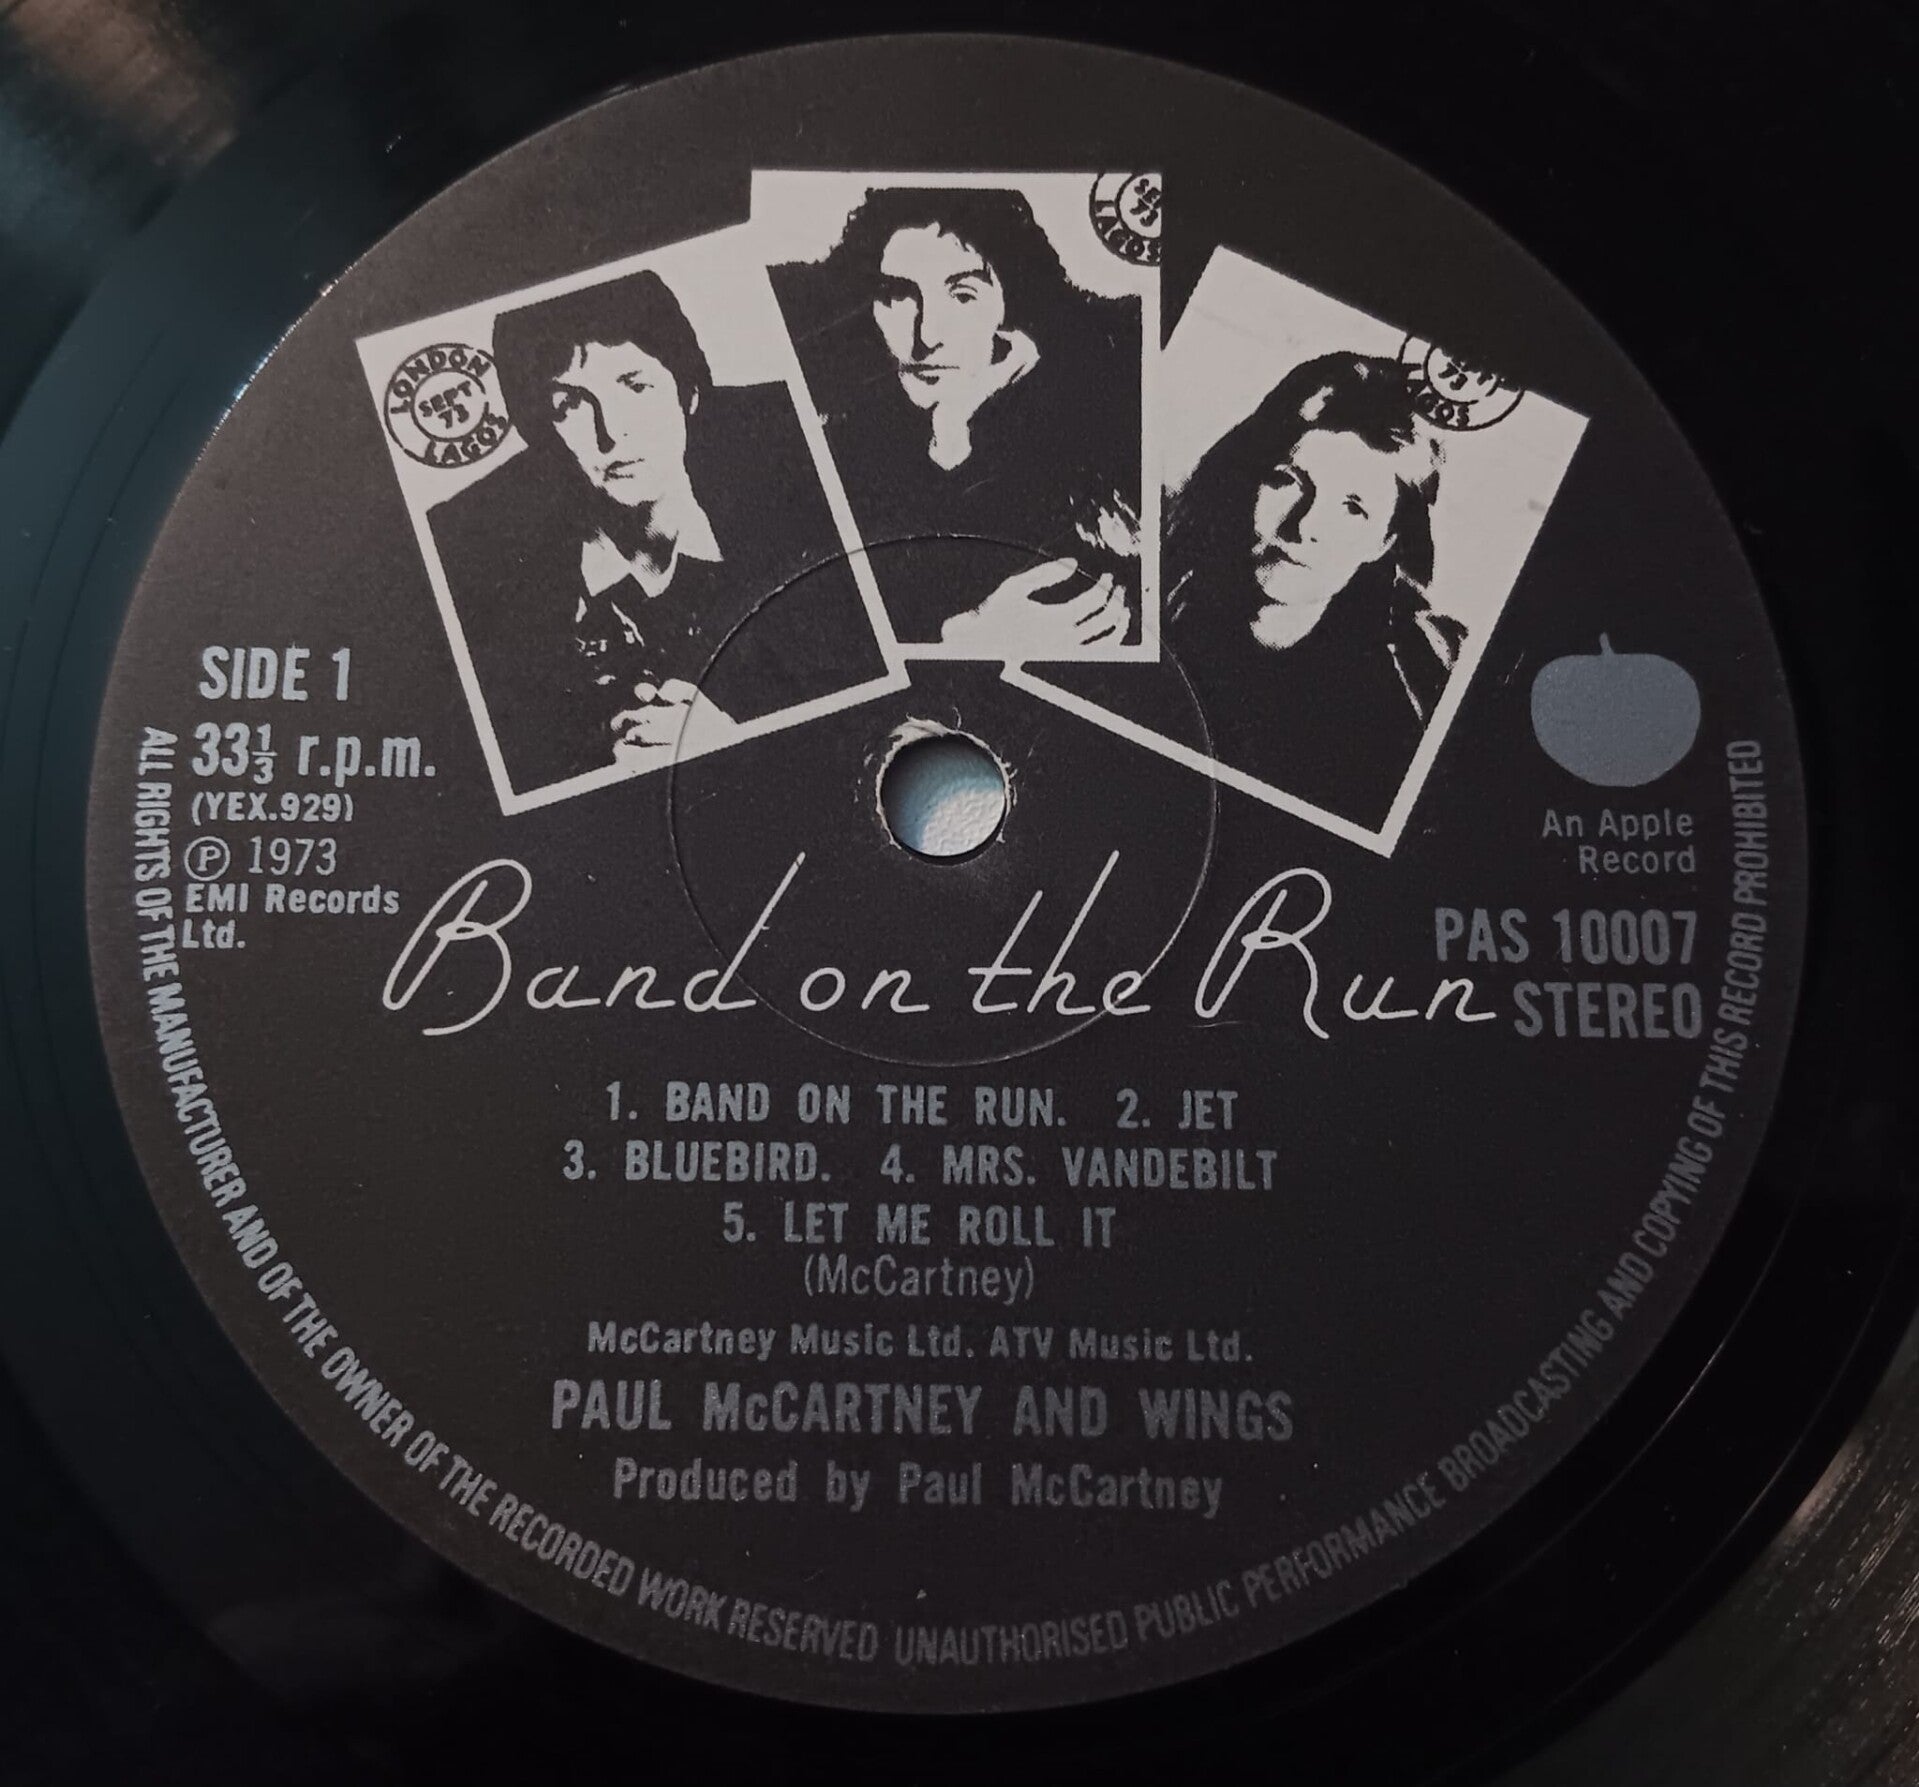 LONDON
SEPT
73
LAGOS
LAGOS
73
SIDE 1
33⅓ r.p.m.
(YEX.929)
℗ 1973
EMI Records
Ltd.
An Apple
Record
PAS 10007
STEREO
Band on the Run
1. BAND ON THE RUN. 2. JET
3. BLUEBIRD. 4. MRS. VANDEBILT
5. LET ME ROLL IT
(McCartney)
McCartney Music Ltd. ATV Music Ltd.
PAUL McCARTNEY AND WINGS
Produced by Paul McCartney
ALL RIGHTS OF THE MANUFACTURER AND OF THE OWNER OF THE RECORDED WORK RESERVED UNAUTHORISED PUBLIC PERFORMANCE BROADCASTING AND COPYING OF THIS RECORD PROHIBITED